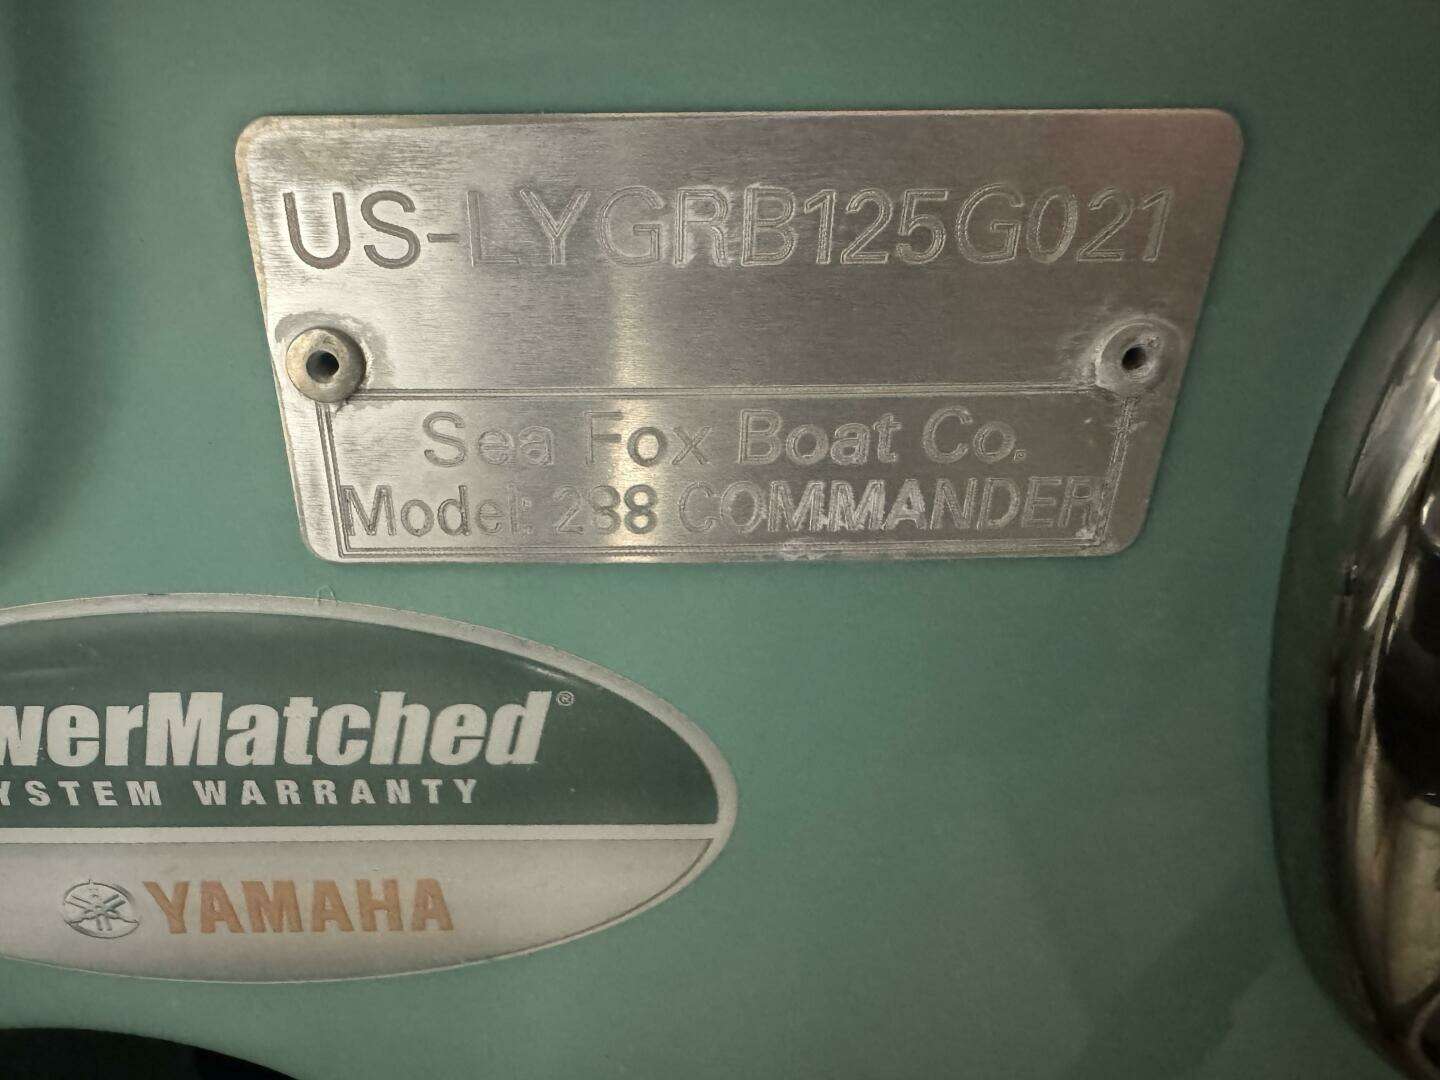 US-LYGRB125G021
Sea Fox Boat Co.
Model: 288 COMMANDER
werMatched®
YSTEM WARRANTY
YAMAHA